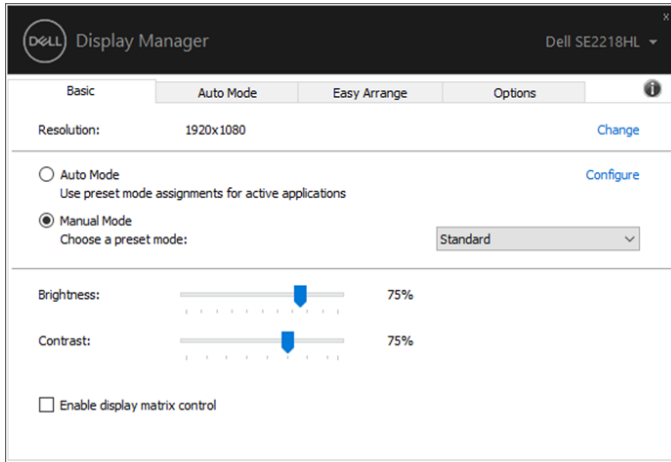 x
DELL Display Manager Dell SE2218HL
Basic Auto Mode Easy Arrange Options i
Resolution: 1920x1080 Change
Auto Mode Configure
Use preset mode assignments for active applications
Manual Mode
Choose a preset mode: Standard
Brightness: 75%
Contrast: 75%
Enable display matrix control